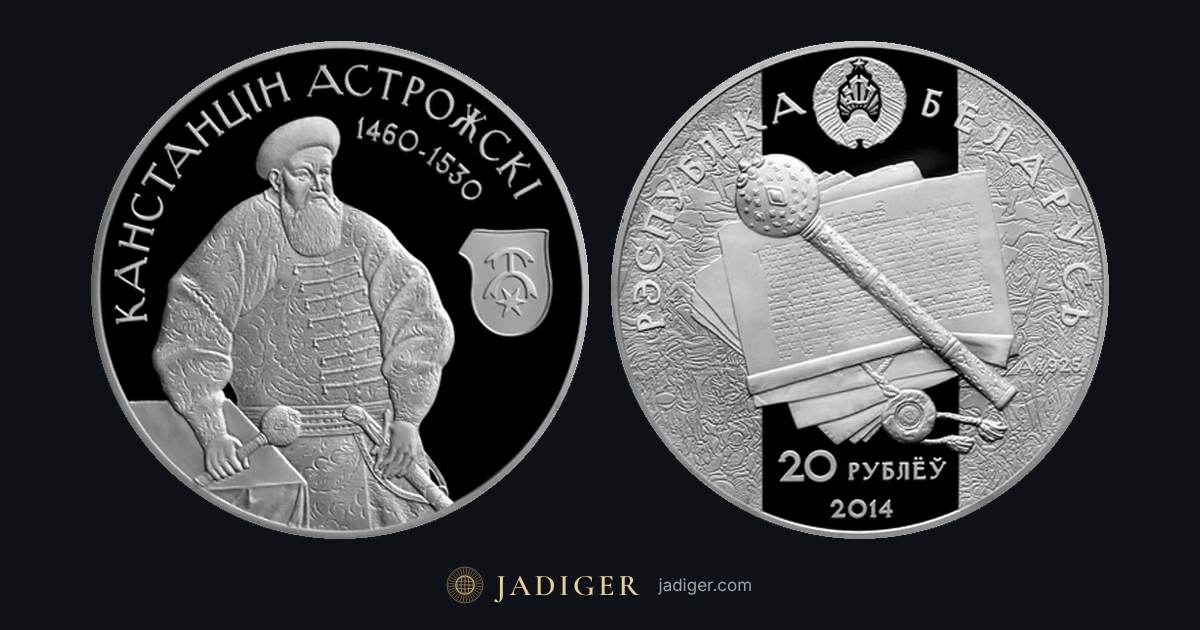 КАНСТАНЦІН АСТРОЖСКІ
1460-1530
РЭСПУБЛІКА БЕЛАРУСЬ
20 РУБЛЁЎ
2014
JADIGER jadiger.com